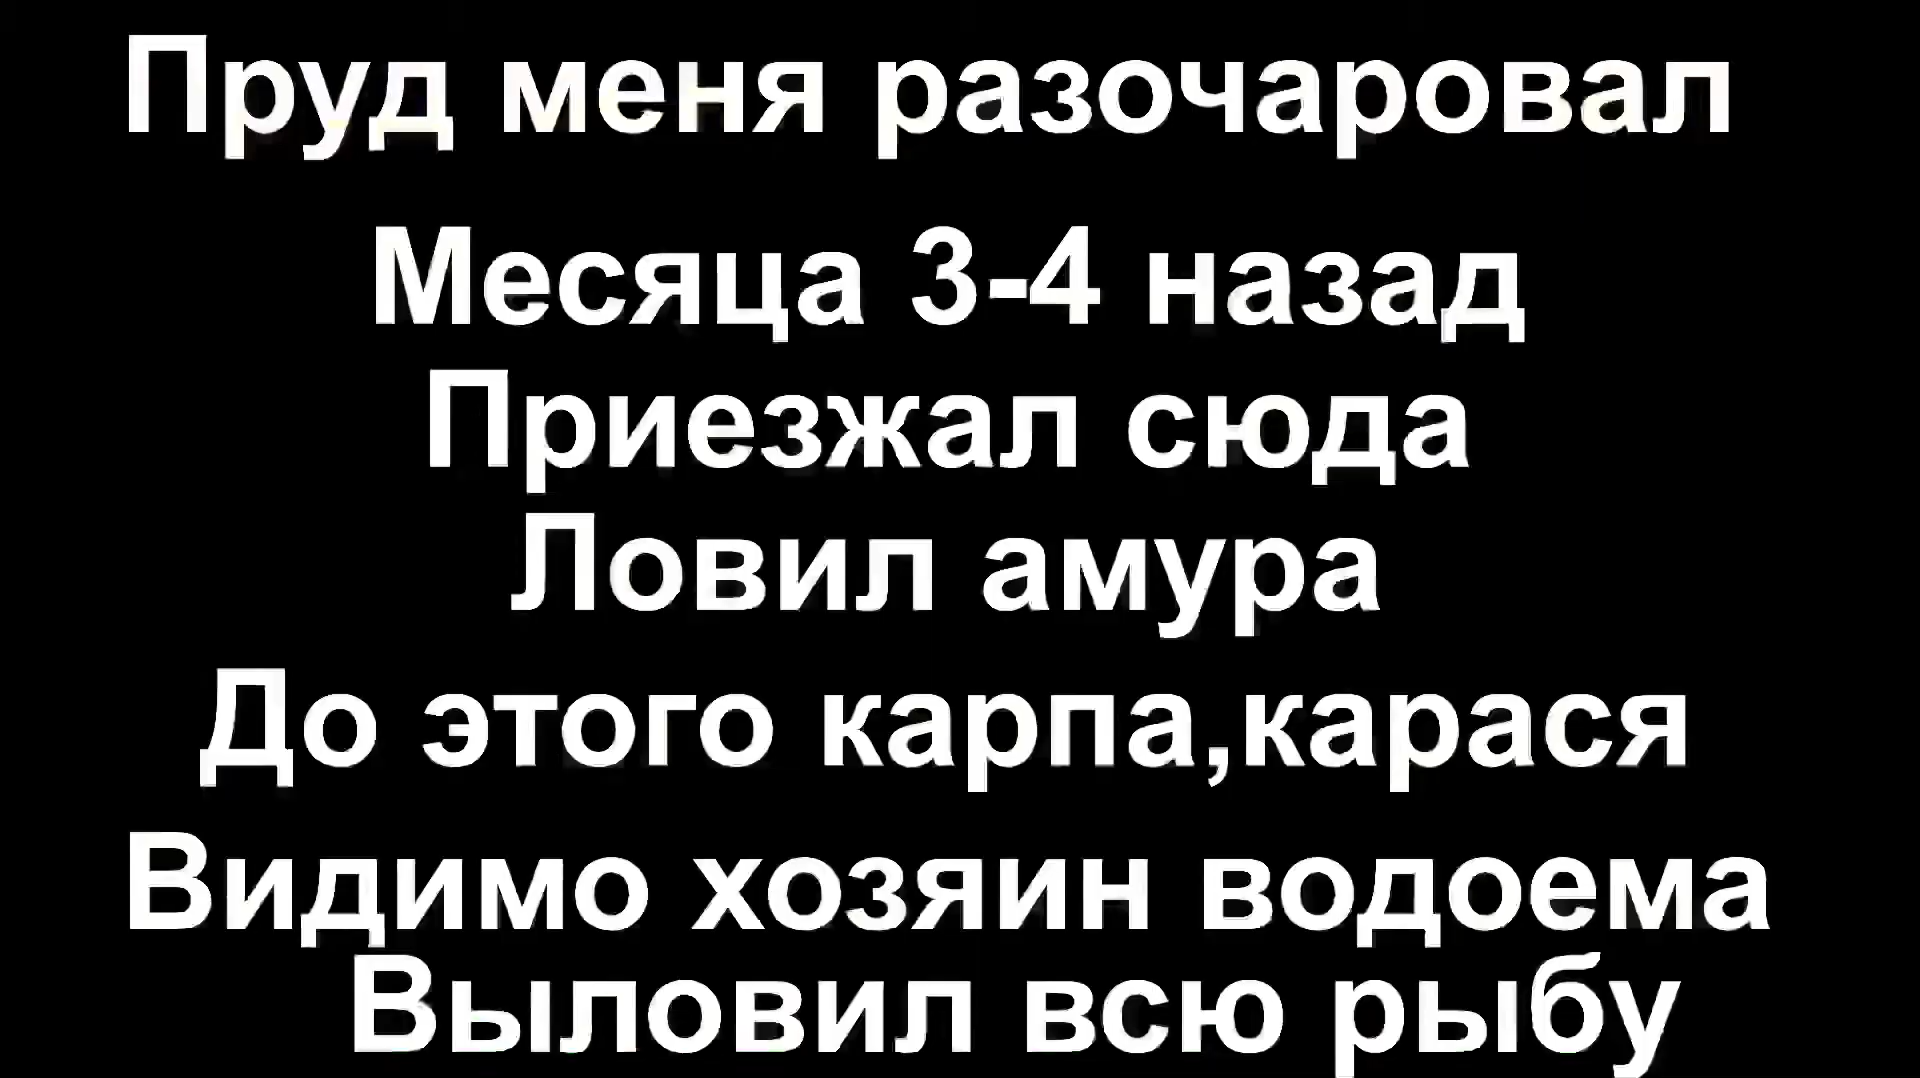 Пруд меня разочаровал
Месяца 3-4 назад
Приезжал сюда
Ловил амура
До этого карпа,карася
Видимо хозяин водоема
Выловил всю рыбу